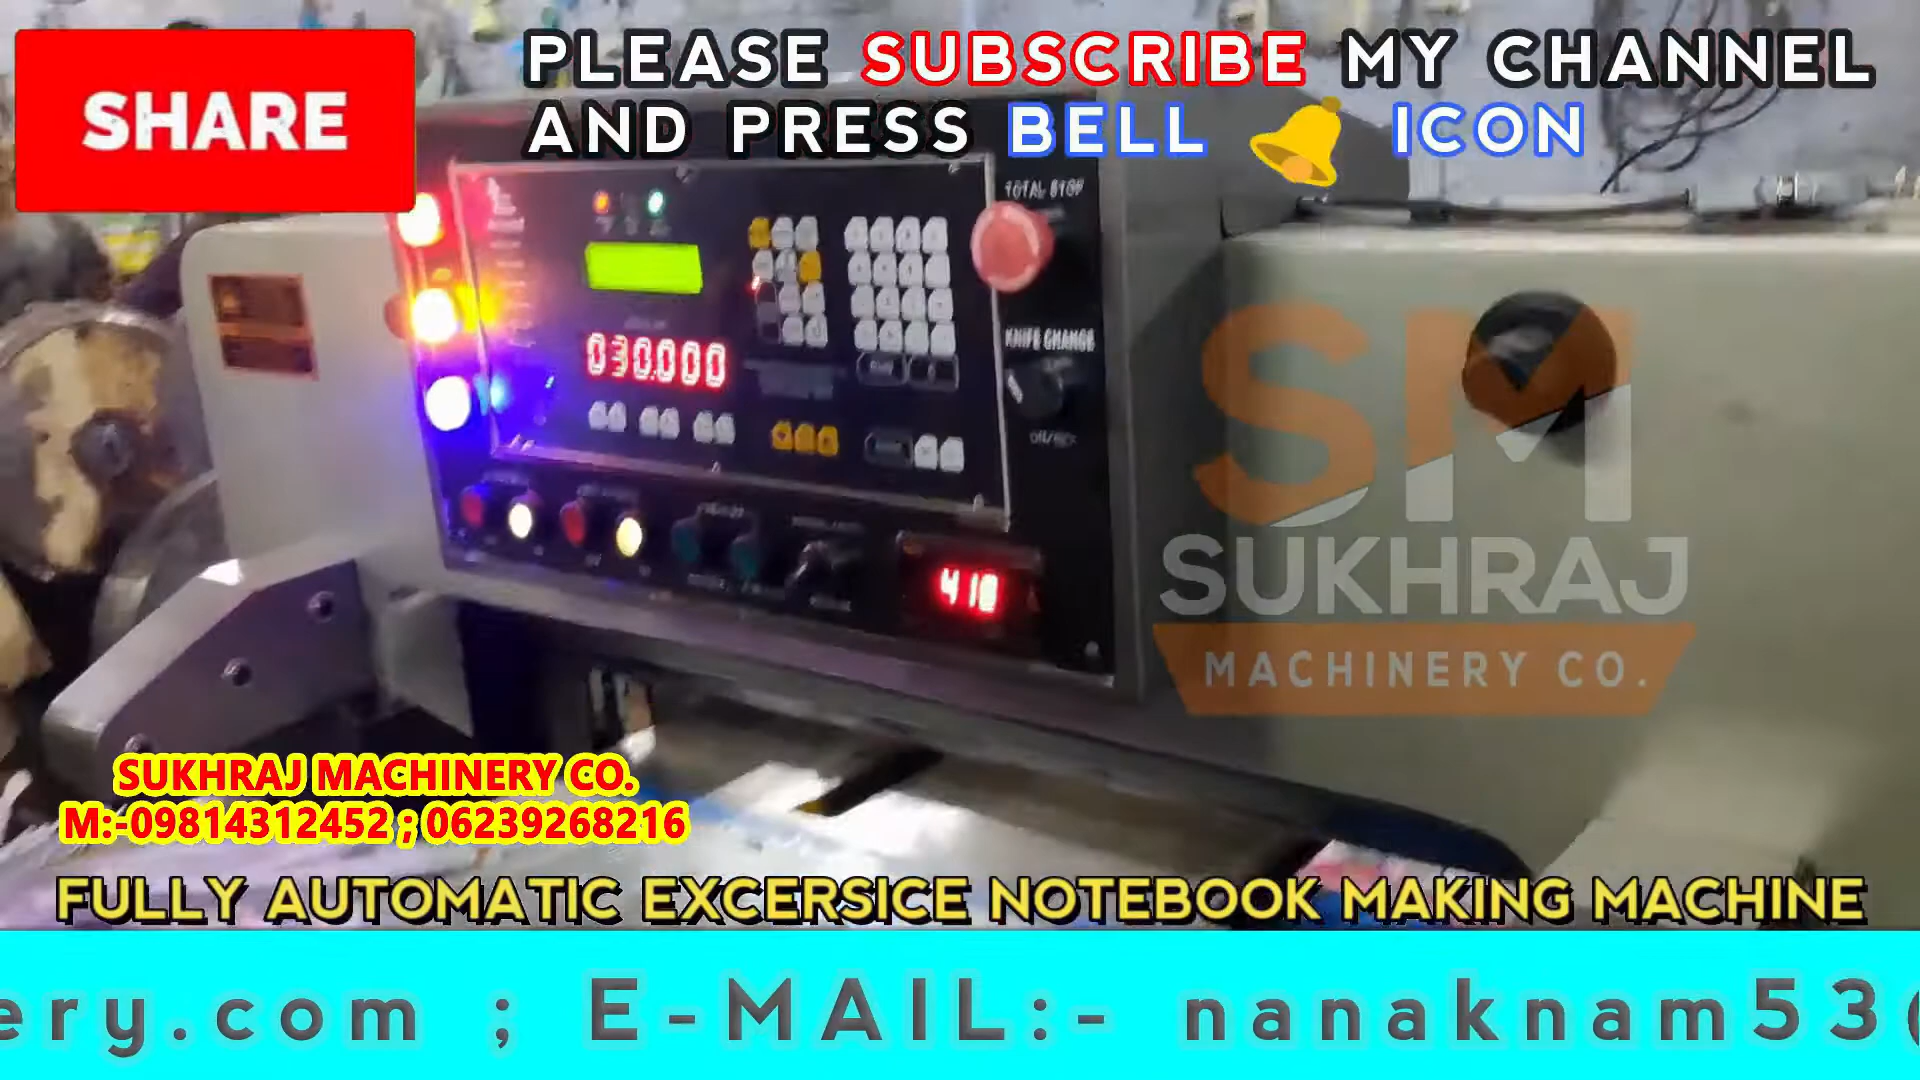 SHARE
PLEASE SUBSCRIBE MY CHANNEL
AND PRESS BELL 🔔 ICON
TOTAL STOP
030.000
KNIFE CHANGE
410
SM
SUKHRAJ
MACHINERY CO.
SUKHRAJ MACHINERY CO.
M:-09814312452 ; 06239268216
FULLY AUTOMATIC EXCERSICE NOTEBOOK MAKING MACHINE
ery.com ; E-MAIL:- nanaknam53(